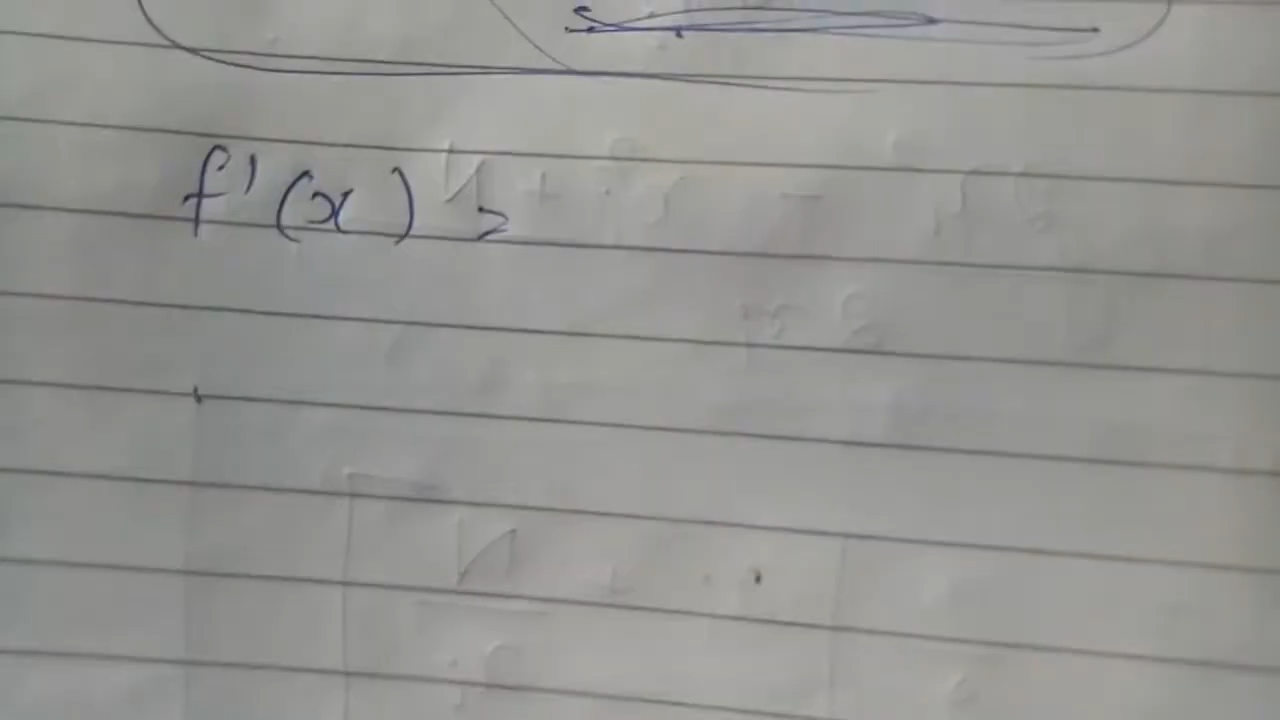 f'(x) =